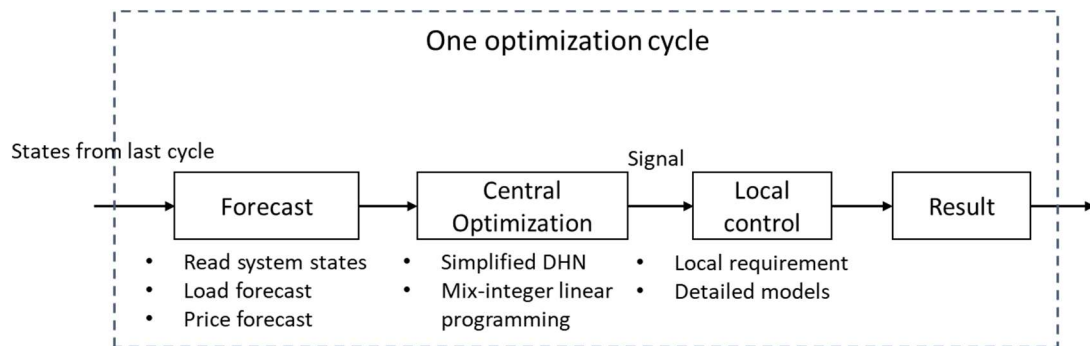 One optimization cycle
States from last cycle
Signal
Forecast
Central
Optimization
Local
control
Result
• Read system states
• Load forecast
• Price forecast
• Simplified DHN
• Mix-integer linear
programming
• Local requirement
• Detailed models